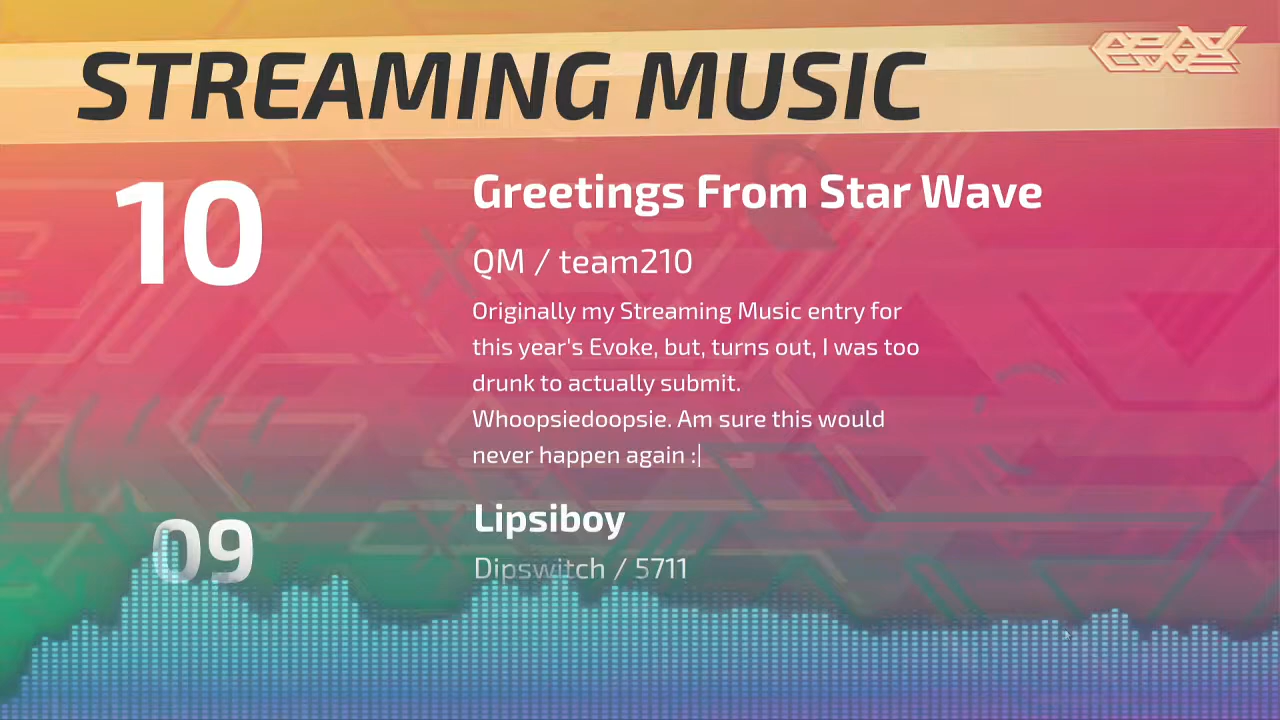 STREAMING MUSIC
10
Greetings From Star Wave
QM / team210
Originally my Streaming Music entry for
this year's Evoke, but, turns out, I was too
drunk to actually submit.
Whoopsiedoopsie. Am sure this would
never happen again :|
09
Lipsiboy
Dipswitch / 5711